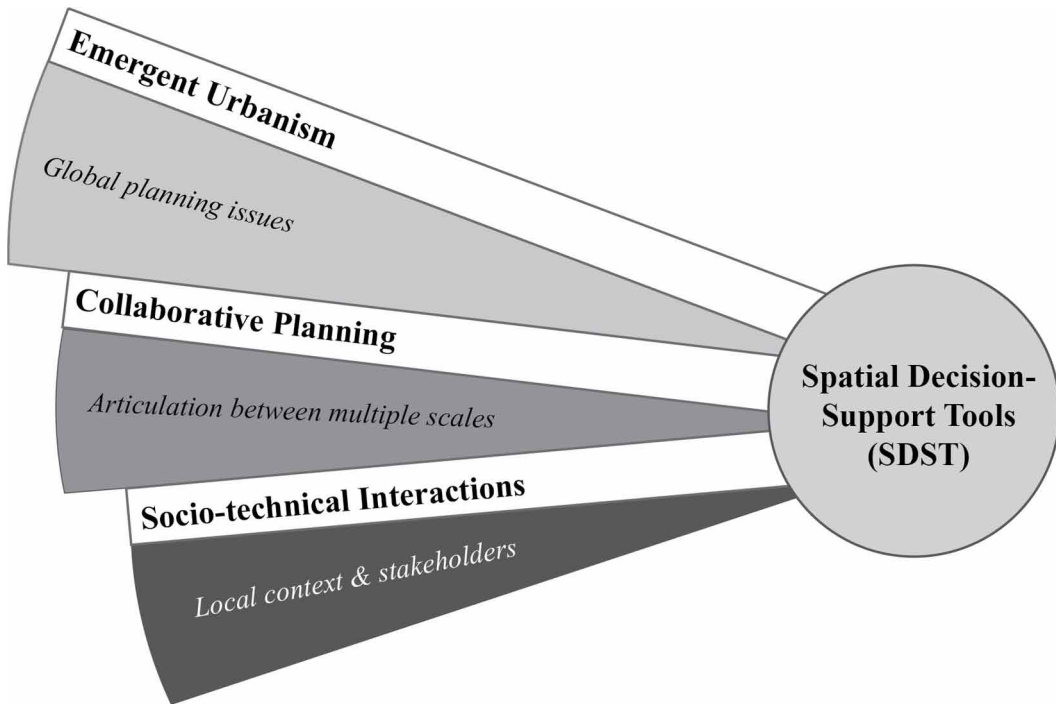 Emergent Urbanism
Global planning issues
Collaborative Planning
Articulation between multiple scales
Socio-technical Interactions
Local context & stakeholders
Spatial Decision-
Support Tools
(SDST)